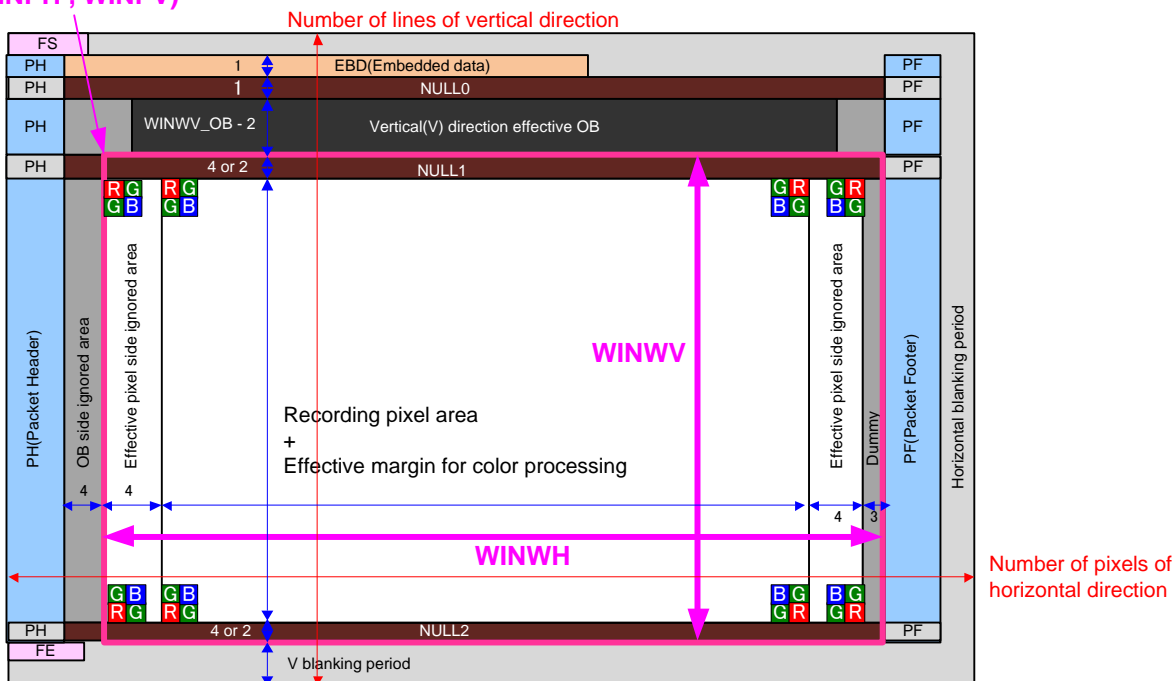 WINPV)
Number of lines of vertical direction
FS
PH 1 EBD(Embedded data) PF
PH 1 NULL0 PF
PH WINWV_OB - 2 Vertical(V) direction effective OB PF
PH 4 or 2 NULL1 PF
R G R G G R G R
G B G B B G B G
PH(Packet Header)
OB side ignored area
Effective pixel side ignored area
WINWV
Recording pixel area
+
Effective margin for color processing
Effective pixel side ignored area
Dummy
PF(Packet Footer)
Horizontal blanking period
4 4 4 3
WINWH
Number of pixels of
horizontal direction
G B G B B G B G
R G R G G R G R
PH 4 or 2 NULL2 PF
FE
V blanking period